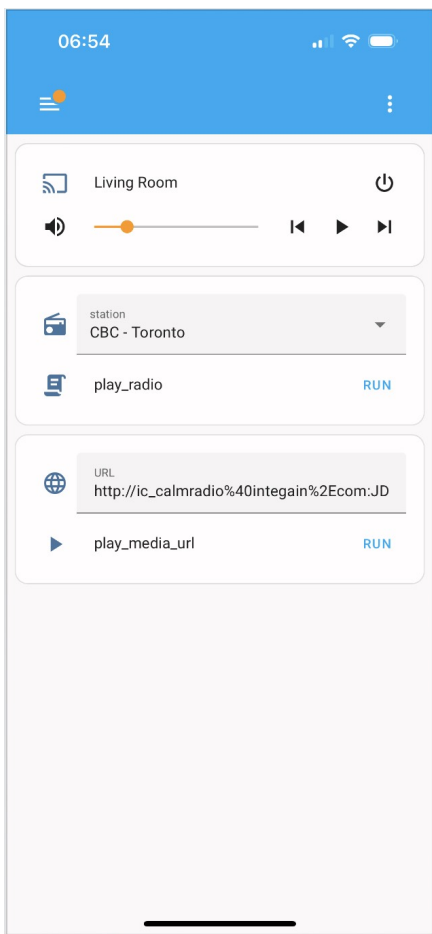 06:54
Living Room
station
CBC - Toronto
play_radio
RUN
URL
http://ic_calmradio%40integain%2Ecom:JD
play_media_url
RUN